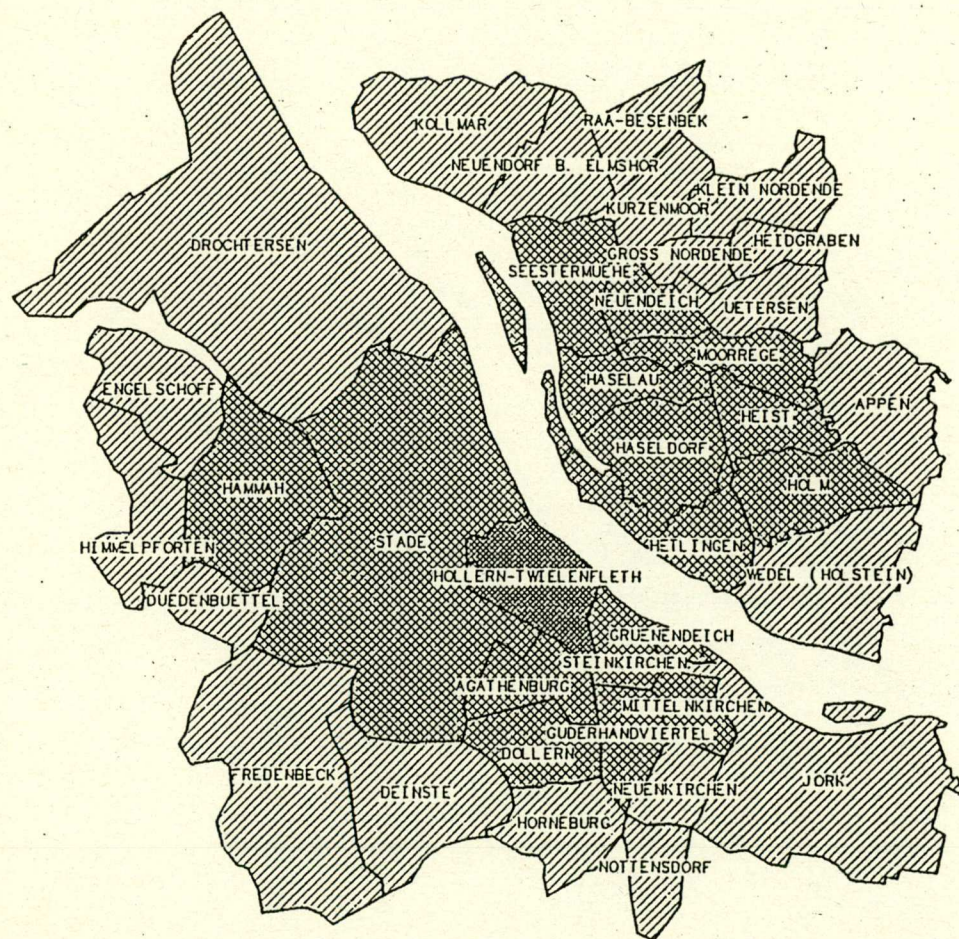 KOLLMAR
RAA-BESENBEK
NEUENDORF B. ELMSHOR
KLEIN NORDENDE
KURZENMOOR
DROCHTERSEN
HEIDGRABEN
GROSS NORDENDE
SEESTERMUEHE
NEUENDEICH
UETERSEN
MOORREGE
HASELAU
ENGELSCHOFF
APPEN
HEIST
HASELDORF
HAMMAH
HOLM
STADE
HETLINGEN
HIMMELPFORTEN
HOLLERN-TWIELENFLETH
WEDEL (HOLSTEIN)
DUEDENBUETTEL
GRUENENDEICH
STEINKIRCHEN
AGATHENBURG
MITTELNKIRCHEN
GUDERHANDVIERTEL
DOLLERN
FREDENBECK
DEINSTE
NEUENKIRCHEN
JORK
HORNEBURG
NOTTENSDORF